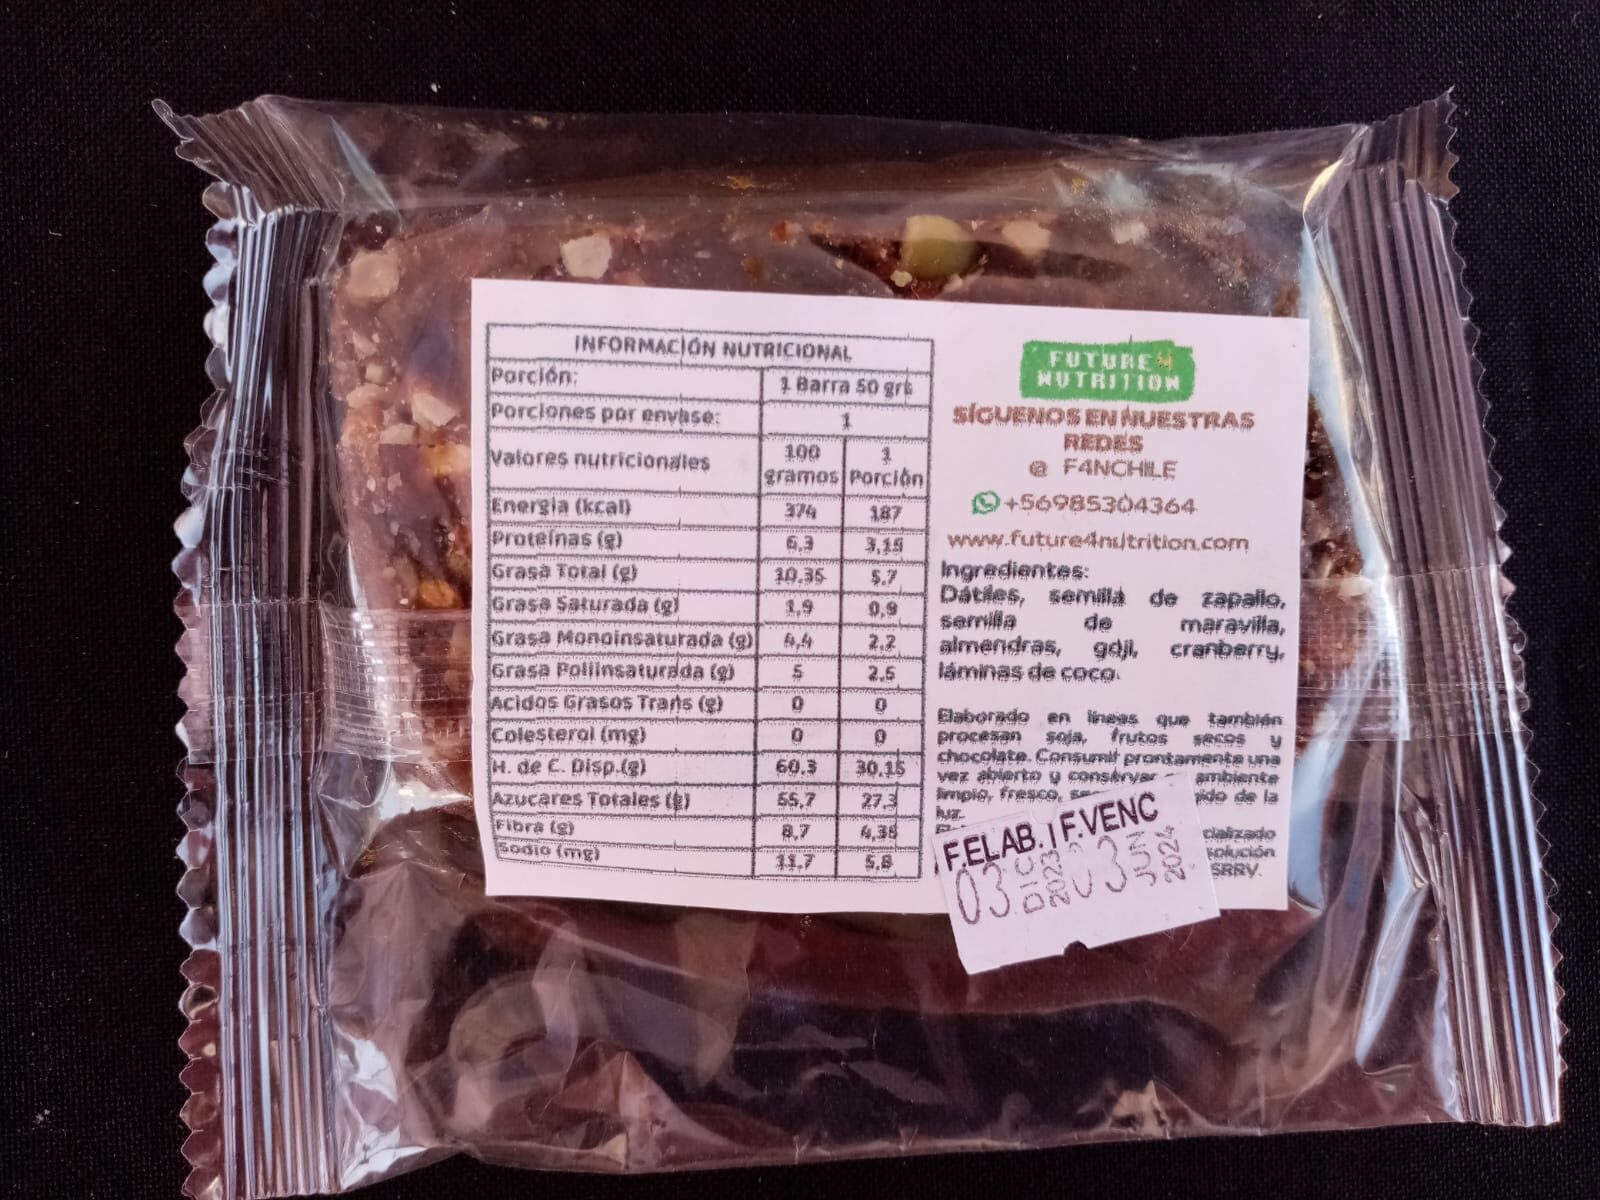 INFORMACIÓN NUTRICIONAL
Porción: 1 Barra 50 grs
Porciones por envase: 1
Valores nutricionales 100 gramos 1 Porción
Energia (kcal) 374 187
Proteínas (g) 6,3 3,15
Grasa Total (g) 10,35 5,7
Grasa Saturada (g) 1,9 0,9
Grasa Monoinsaturada (g) 4,4 2,2
Grasa Poliinsaturada (g) 5 2,5
Acidos Grasos Trans (g) 0 0
Colesterol (mg) 0 0
H. de C. Disp.(g) 60,3 30,15
Azucares Totales (g) 55,7 27,3
Fibra (g) 8,7 4,35
Sodio (mg) 11,7 5,8
FUTURE 4
NUTRITION
SÍGUENOS EN NUESTRAS
REDES
@ F4NCHILE
+56985304364
www.future4nutrition.com
Ingredientes:
Dátiles, semilla de zapallo,
semilla de maravilla,
almendras, goji, cranberry,
láminas de coco.
Elaborado en líneas que también
procesan soja, frutos secos y
chocolate. Consumir prontamente una
vez abierto y conservar ambiente
limpio, fresco, de la
luz.
solución
SRRV.
F.ELAB. F.VENC
03 DIC 2023 03 JUN 2024